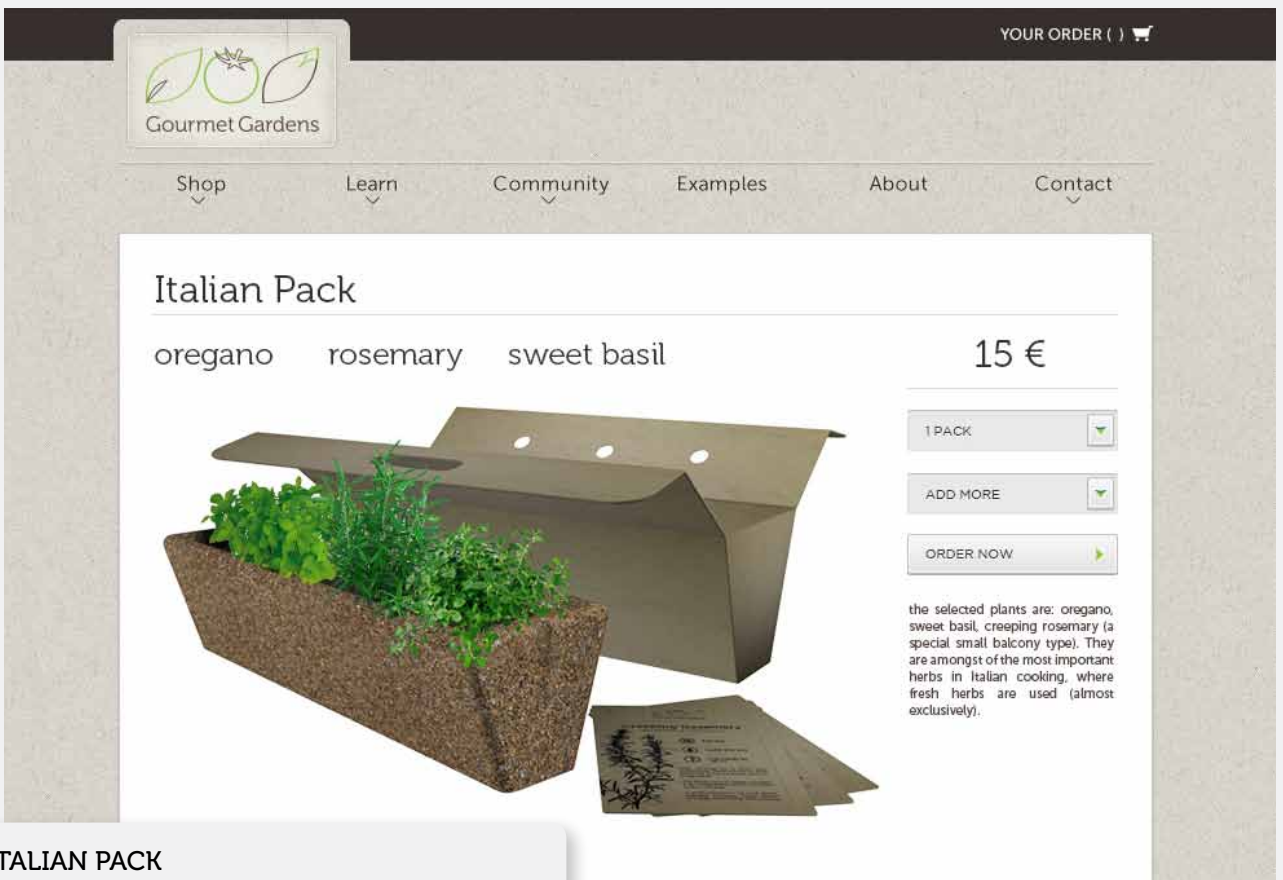 YOUR ORDER ( )
Gourmet Gardens
Shop
Learn
Community
Examples
About
Contact
Italian Pack
oregano
rosemary
sweet basil
15 €
1 PACK
ADD MORE
ORDER NOW
the selected plants are: oregano,
sweet basil, creeping rosemary (a
special small balcony type). They
are amongst of the most important
herbs in Italian cooking, where
fresh herbs are used (almost
exclusively).
Creeping Rosemary
TALIAN PACK